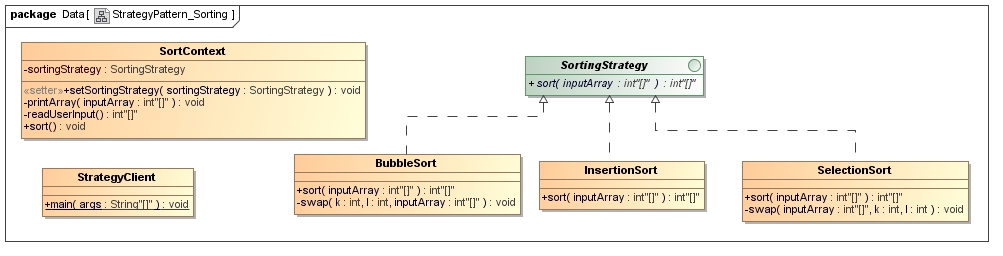 package Data [ StrategyPattern_Sorting ]
SortContext
-sortingStrategy : SortingStrategy
«setter»+setSortingStrategy( sortingStrategy : SortingStrategy ) : void
-printArray( inputArray : int"[]" ) : void
-readUserInput() : int"[]"
+sort() : void
SortingStrategy
+ sort( inputArray : int"[]" ) : int"[]"
StrategyClient
+main( args : String"[]" ) : void
BubbleSort
+sort( inputArray : int"[]" ) : int"[]"
-swap( k : int, l : int, inputArray : int"[]" ) : void
InsertionSort
+sort( inputArray : int"[]" ) : int"[]"
SelectionSort
+sort( inputArray : int"[]" ) : int"[]"
-swap( inputArray : int"[]", k : int, l : int ) : void